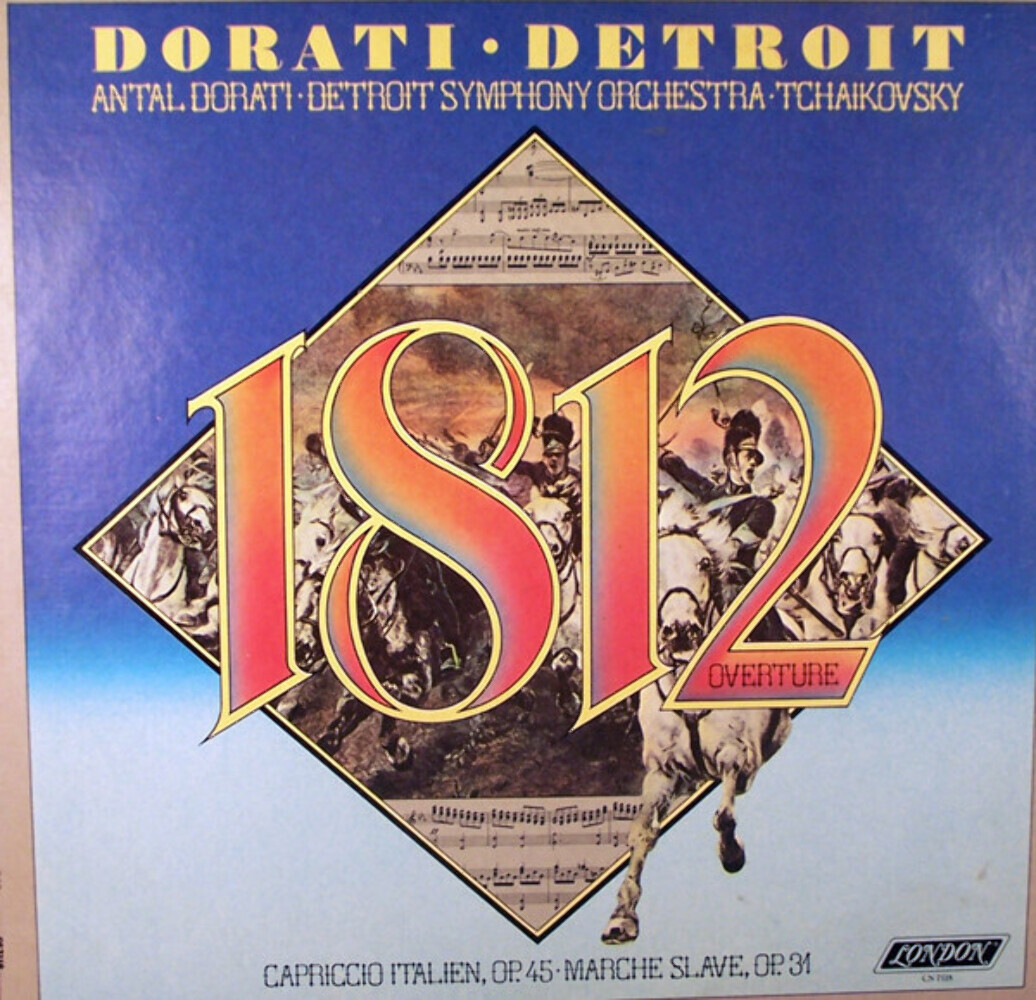 DORATI · DETROIT
ANTAL DORATI · DETROIT SYMPHONY ORCHESTRA · TCHAIKOVSKY
1812
OVERTURE
CAPRICCIO ITALIEN, OP. 45 · MARCHE SLAVE, OP. 31
LONDON